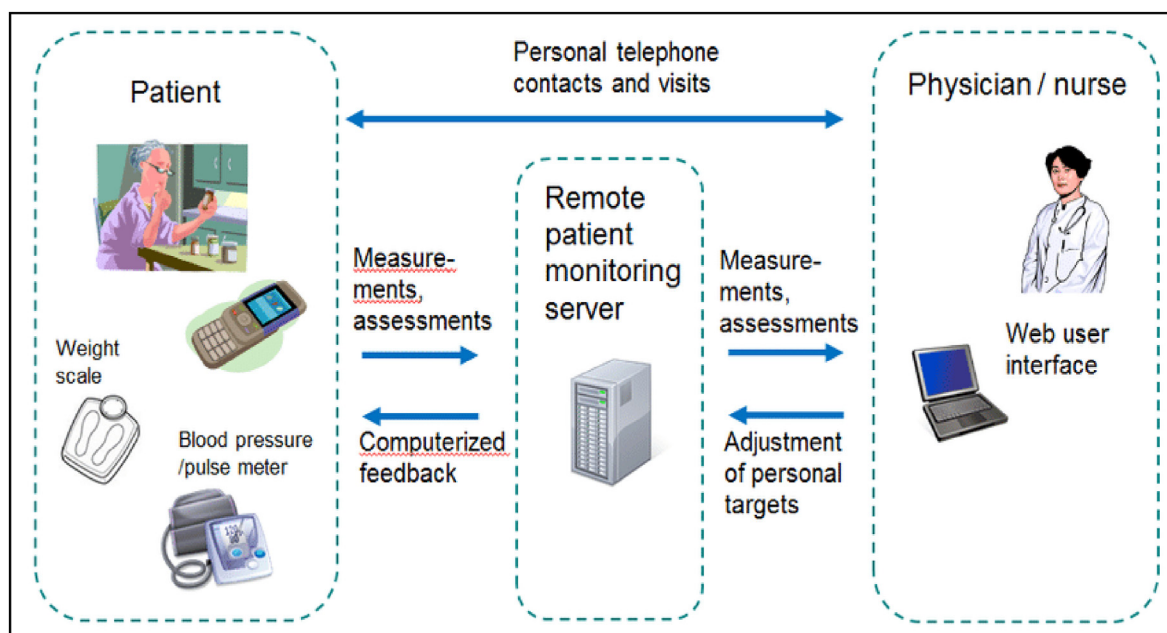 Personal telephone
contacts and visits
Patient
Physician / nurse
Remote
patient
monitoring
server
Measure-
ments,
assessments
Measure-
ments,
assessments
Weight
scale
Web user
interface
Blood pressure
/pulse meter
Computerized
feedback
Adjustment
of personal
targets